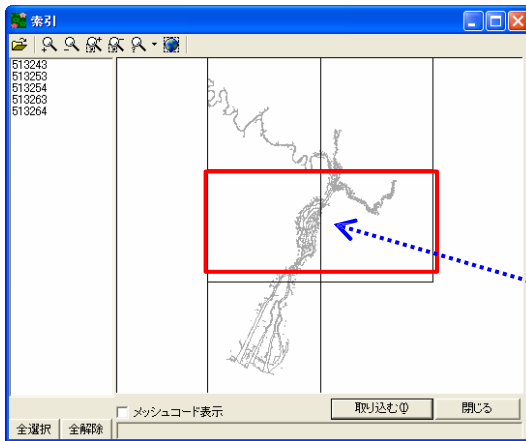 索引
513243
513253
513254
513263
513264
メッシュコード表示
取り込む(I)
閉じる
全選択
全解除